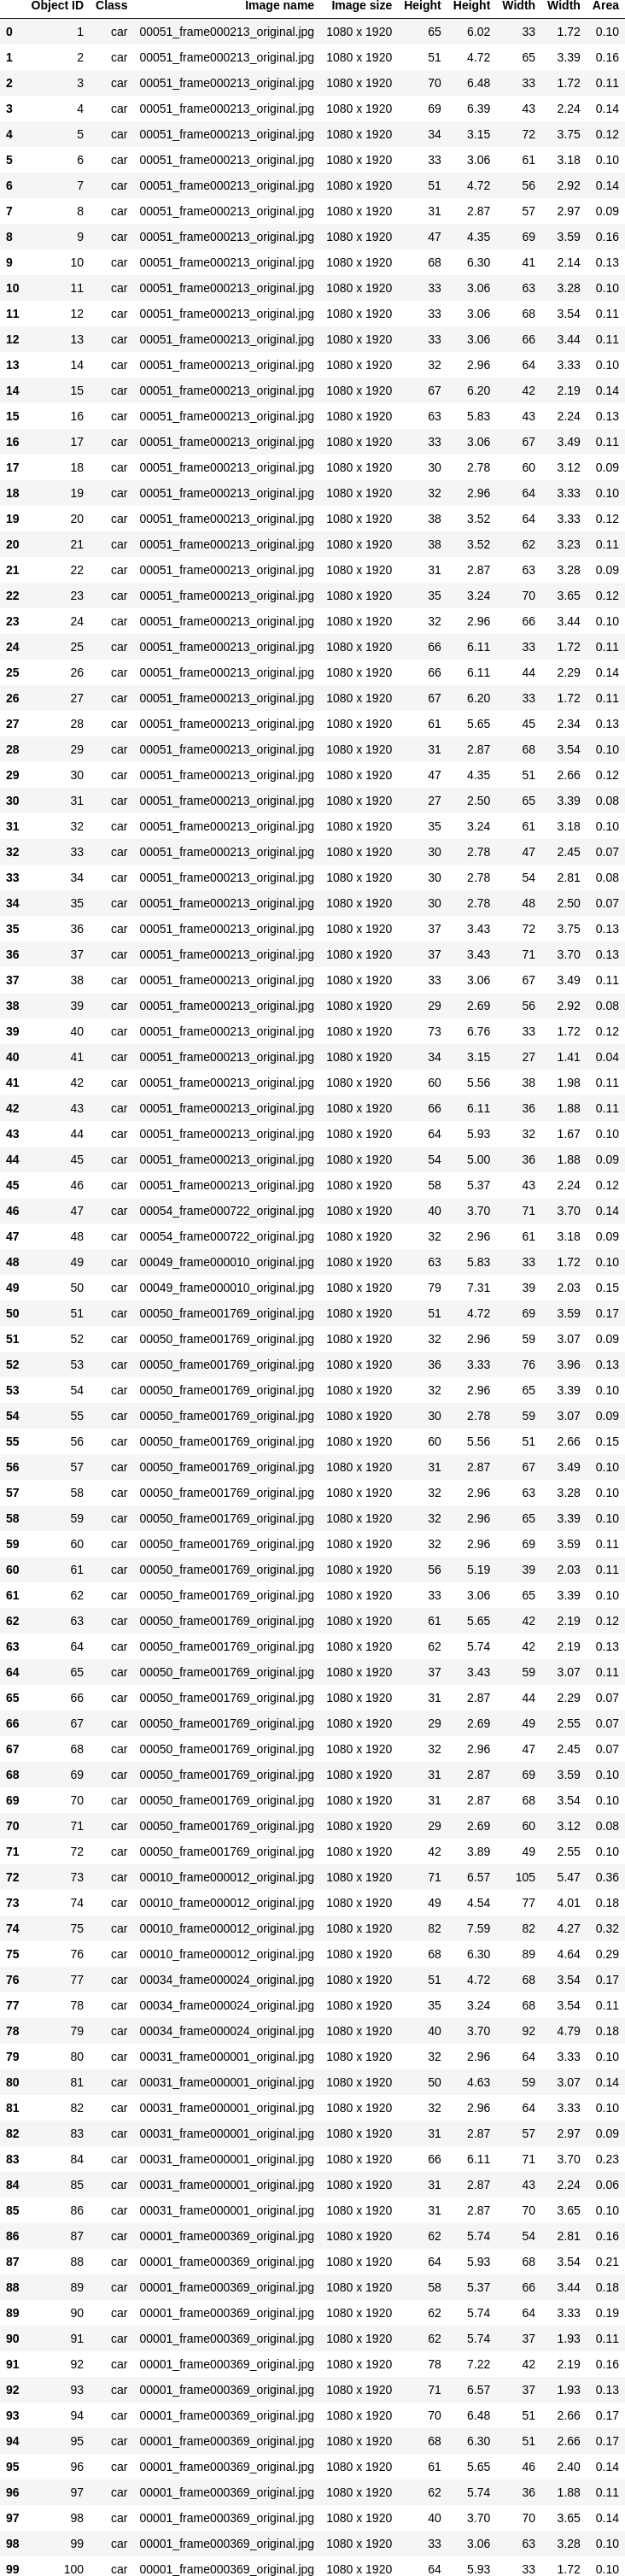 Object ID Class Image name Image size Height Height Width Width Area
0 1 car 00051_frame000213_original.jpg 1080 x 1920 65 6.02 33 1.72 0.10
1 2 car 00051_frame000213_original.jpg 1080 x 1920 51 4.72 65 3.39 0.16
2 3 car 00051_frame000213_original.jpg 1080 x 1920 70 6.48 33 1.72 0.11
3 4 car 00051_frame000213_original.jpg 1080 x 1920 69 6.39 43 2.24 0.14
4 5 car 00051_frame000213_original.jpg 1080 x 1920 34 3.15 72 3.75 0.12
5 6 car 00051_frame000213_original.jpg 1080 x 1920 33 3.06 61 3.18 0.10
6 7 car 00051_frame000213_original.jpg 1080 x 1920 51 4.72 56 2.92 0.14
7 8 car 00051_frame000213_original.jpg 1080 x 1920 31 2.87 57 2.97 0.09
8 9 car 00051_frame000213_original.jpg 1080 x 1920 47 4.35 69 3.59 0.16
9 10 car 00051_frame000213_original.jpg 1080 x 1920 68 6.30 41 2.14 0.13
10 11 car 00051_frame000213_original.jpg 1080 x 1920 33 3.06 63 3.28 0.10
11 12 car 00051_frame000213_original.jpg 1080 x 1920 33 3.06 68 3.54 0.11
12 13 car 00051_frame000213_original.jpg 1080 x 1920 33 3.06 66 3.44 0.11
13 14 car 00051_frame000213_original.jpg 1080 x 1920 32 2.96 64 3.33 0.10
14 15 car 00051_frame000213_original.jpg 1080 x 1920 67 6.20 42 2.19 0.14
15 16 car 00051_frame000213_original.jpg 1080 x 1920 63 5.83 43 2.24 0.13
16 17 car 00051_frame000213_original.jpg 1080 x 1920 33 3.06 67 3.49 0.11
17 18 car 00051_frame000213_original.jpg 1080 x 1920 30 2.78 60 3.12 0.09
18 19 car 00051_frame000213_original.jpg 1080 x 1920 32 2.96 64 3.33 0.10
19 20 car 00051_frame000213_original.jpg 1080 x 1920 38 3.52 64 3.33 0.12
20 21 car 00051_frame000213_original.jpg 1080 x 1920 38 3.52 62 3.23 0.11
21 22 car 00051_frame000213_original.jpg 1080 x 1920 31 2.87 63 3.28 0.09
22 23 car 00051_frame000213_original.jpg 1080 x 1920 35 3.24 70 3.65 0.12
23 24 car 00051_frame000213_original.jpg 1080 x 1920 32 2.96 66 3.44 0.10
24 25 car 00051_frame000213_original.jpg 1080 x 1920 66 6.11 33 1.72 0.11
25 26 car 00051_frame000213_original.jpg 1080 x 1920 66 6.11 44 2.29 0.14
26 27 car 00051_frame000213_original.jpg 1080 x 1920 67 6.20 33 1.72 0.11
27 28 car 00051_frame000213_original.jpg 1080 x 1920 61 5.65 45 2.34 0.13
28 29 car 00051_frame000213_original.jpg 1080 x 1920 31 2.87 68 3.54 0.10
29 30 car 00051_frame000213_original.jpg 1080 x 1920 47 4.35 51 2.66 0.12
30 31 car 00051_frame000213_original.jpg 1080 x 1920 27 2.50 65 3.39 0.08
31 32 car 00051_frame000213_original.jpg 1080 x 1920 35 3.24 61 3.18 0.10
32 33 car 00051_frame000213_original.jpg 1080 x 1920 30 2.78 47 2.45 0.07
33 34 car 00051_frame000213_original.jpg 1080 x 1920 30 2.78 54 2.81 0.08
34 35 car 00051_frame000213_original.jpg 1080 x 1920 30 2.78 48 2.50 0.07
35 36 car 00051_frame000213_original.jpg 1080 x 1920 37 3.43 72 3.75 0.13
36 37 car 00051_frame000213_original.jpg 1080 x 1920 37 3.43 71 3.70 0.13
37 38 car 00051_frame000213_original.jpg 1080 x 1920 33 3.06 67 3.49 0.11
38 39 car 00051_frame000213_original.jpg 1080 x 1920 29 2.69 56 2.92 0.08
39 40 car 00051_frame000213_original.jpg 1080 x 1920 73 6.76 33 1.72 0.12
40 41 car 00051_frame000213_original.jpg 1080 x 1920 34 3.15 27 1.41 0.04
41 42 car 00051_frame000213_original.jpg 1080 x 1920 60 5.56 38 1.98 0.11
42 43 car 00051_frame000213_original.jpg 1080 x 1920 66 6.11 36 1.88 0.11
43 44 car 00051_frame000213_original.jpg 1080 x 1920 64 5.93 32 1.67 0.10
44 45 car 00051_frame000213_original.jpg 1080 x 1920 54 5.00 36 1.88 0.09
45 46 car 00051_frame000213_original.jpg 1080 x 1920 58 5.37 43 2.24 0.12
46 47 car 00054_frame000722_original.jpg 1080 x 1920 40 3.70 71 3.70 0.14
47 48 car 00054_frame000722_original.jpg 1080 x 1920 32 2.96 61 3.18 0.09
48 49 car 00049_frame000010_original.jpg 1080 x 1920 63 5.83 33 1.72 0.10
49 50 car 00049_frame000010_original.jpg 1080 x 1920 79 7.31 39 2.03 0.15
50 51 car 00050_frame001769_original.jpg 1080 x 1920 51 4.72 69 3.59 0.17
51 52 car 00050_frame001769_original.jpg 1080 x 1920 32 2.96 59 3.07 0.09
52 53 car 00050_frame001769_original.jpg 1080 x 1920 36 3.33 76 3.96 0.13
53 54 car 00050_frame001769_original.jpg 1080 x 1920 32 2.96 65 3.39 0.10
54 55 car 00050_frame001769_original.jpg 1080 x 1920 30 2.78 59 3.07 0.09
55 56 car 00050_frame001769_original.jpg 1080 x 1920 60 5.56 51 2.66 0.15
56 57 car 00050_frame001769_original.jpg 1080 x 1920 31 2.87 67 3.49 0.10
57 58 car 00050_frame001769_original.jpg 1080 x 1920 32 2.96 63 3.28 0.10
58 59 car 00050_frame001769_original.jpg 1080 x 1920 32 2.96 65 3.39 0.10
59 60 car 00050_frame001769_original.jpg 1080 x 1920 32 2.96 69 3.59 0.11
60 61 car 00050_frame001769_original.jpg 1080 x 1920 56 5.19 39 2.03 0.11
61 62 car 00050_frame001769_original.jpg 1080 x 1920 33 3.06 65 3.39 0.10
62 63 car 00050_frame001769_original.jpg 1080 x 1920 61 5.65 42 2.19 0.12
63 64 car 00050_frame001769_original.jpg 1080 x 1920 62 5.74 42 2.19 0.13
64 65 car 00050_frame001769_original.jpg 1080 x 1920 37 3.43 59 3.07 0.11
65 66 car 00050_frame001769_original.jpg 1080 x 1920 31 2.87 44 2.29 0.07
66 67 car 00050_frame001769_original.jpg 1080 x 1920 29 2.69 49 2.55 0.07
67 68 car 00050_frame001769_original.jpg 1080 x 1920 32 2.96 47 2.45 0.07
68 69 car 00050_frame001769_original.jpg 1080 x 1920 31 2.87 69 3.59 0.10
69 70 car 00050_frame001769_original.jpg 1080 x 1920 31 2.87 68 3.54 0.10
70 71 car 00050_frame001769_original.jpg 1080 x 1920 29 2.69 60 3.12 0.08
71 72 car 00050_frame001769_original.jpg 1080 x 1920 42 3.89 49 2.55 0.10
72 73 car 00010_frame000012_original.jpg 1080 x 1920 71 6.57 105 5.47 0.36
73 74 car 00010_frame000012_original.jpg 1080 x 1920 49 4.54 77 4.01 0.18
74 75 car 00010_frame000012_original.jpg 1080 x 1920 82 7.59 82 4.27 0.32
75 76 car 00010_frame000012_original.jpg 1080 x 1920 68 6.30 89 4.64 0.29
76 77 car 00034_frame000024_original.jpg 1080 x 1920 51 4.72 68 3.54 0.17
77 78 car 00034_frame000024_original.jpg 1080 x 1920 35 3.24 68 3.54 0.11
78 79 car 00034_frame000024_original.jpg 1080 x 1920 40 3.70 92 4.79 0.18
79 80 car 00031_frame000001_original.jpg 1080 x 1920 32 2.96 64 3.33 0.10
80 81 car 00031_frame000001_original.jpg 1080 x 1920 50 4.63 59 3.07 0.14
81 82 car 00031_frame000001_original.jpg 1080 x 1920 32 2.96 64 3.33 0.10
82 83 car 00031_frame000001_original.jpg 1080 x 1920 31 2.87 57 2.97 0.09
83 84 car 00031_frame000001_original.jpg 1080 x 1920 66 6.11 71 3.70 0.23
84 85 car 00031_frame000001_original.jpg 1080 x 1920 31 2.87 43 2.24 0.06
85 86 car 00031_frame000001_original.jpg 1080 x 1920 31 2.87 70 3.65 0.10
86 87 car 00001_frame000369_original.jpg 1080 x 1920 62 5.74 54 2.81 0.16
87 88 car 00001_frame000369_original.jpg 1080 x 1920 64 5.93 68 3.54 0.21
88 89 car 00001_frame000369_original.jpg 1080 x 1920 58 5.37 66 3.44 0.18
89 90 car 00001_frame000369_original.jpg 1080 x 1920 62 5.74 64 3.33 0.19
90 91 car 00001_frame000369_original.jpg 1080 x 1920 62 5.74 37 1.93 0.11
91 92 car 00001_frame000369_original.jpg 1080 x 1920 78 7.22 42 2.19 0.16
92 93 car 00001_frame000369_original.jpg 1080 x 1920 71 6.57 37 1.93 0.13
93 94 car 00001_frame000369_original.jpg 1080 x 1920 70 6.48 51 2.66 0.17
94 95 car 00001_frame000369_original.jpg 1080 x 1920 68 6.30 51 2.66 0.17
95 96 car 00001_frame000369_original.jpg 1080 x 1920 61 5.65 46 2.40 0.14
96 97 car 00001_frame000369_original.jpg 1080 x 1920 62 5.74 36 1.88 0.11
97 98 car 00001_frame000369_original.jpg 1080 x 1920 40 3.70 70 3.65 0.14
98 99 car 00001_frame000369_original.jpg 1080 x 1920 33 3.06 63 3.28 0.10
99 100 car 00001_frame000369_original.jpg 1080 x 1920 64 5.93 33 1.72 0.10